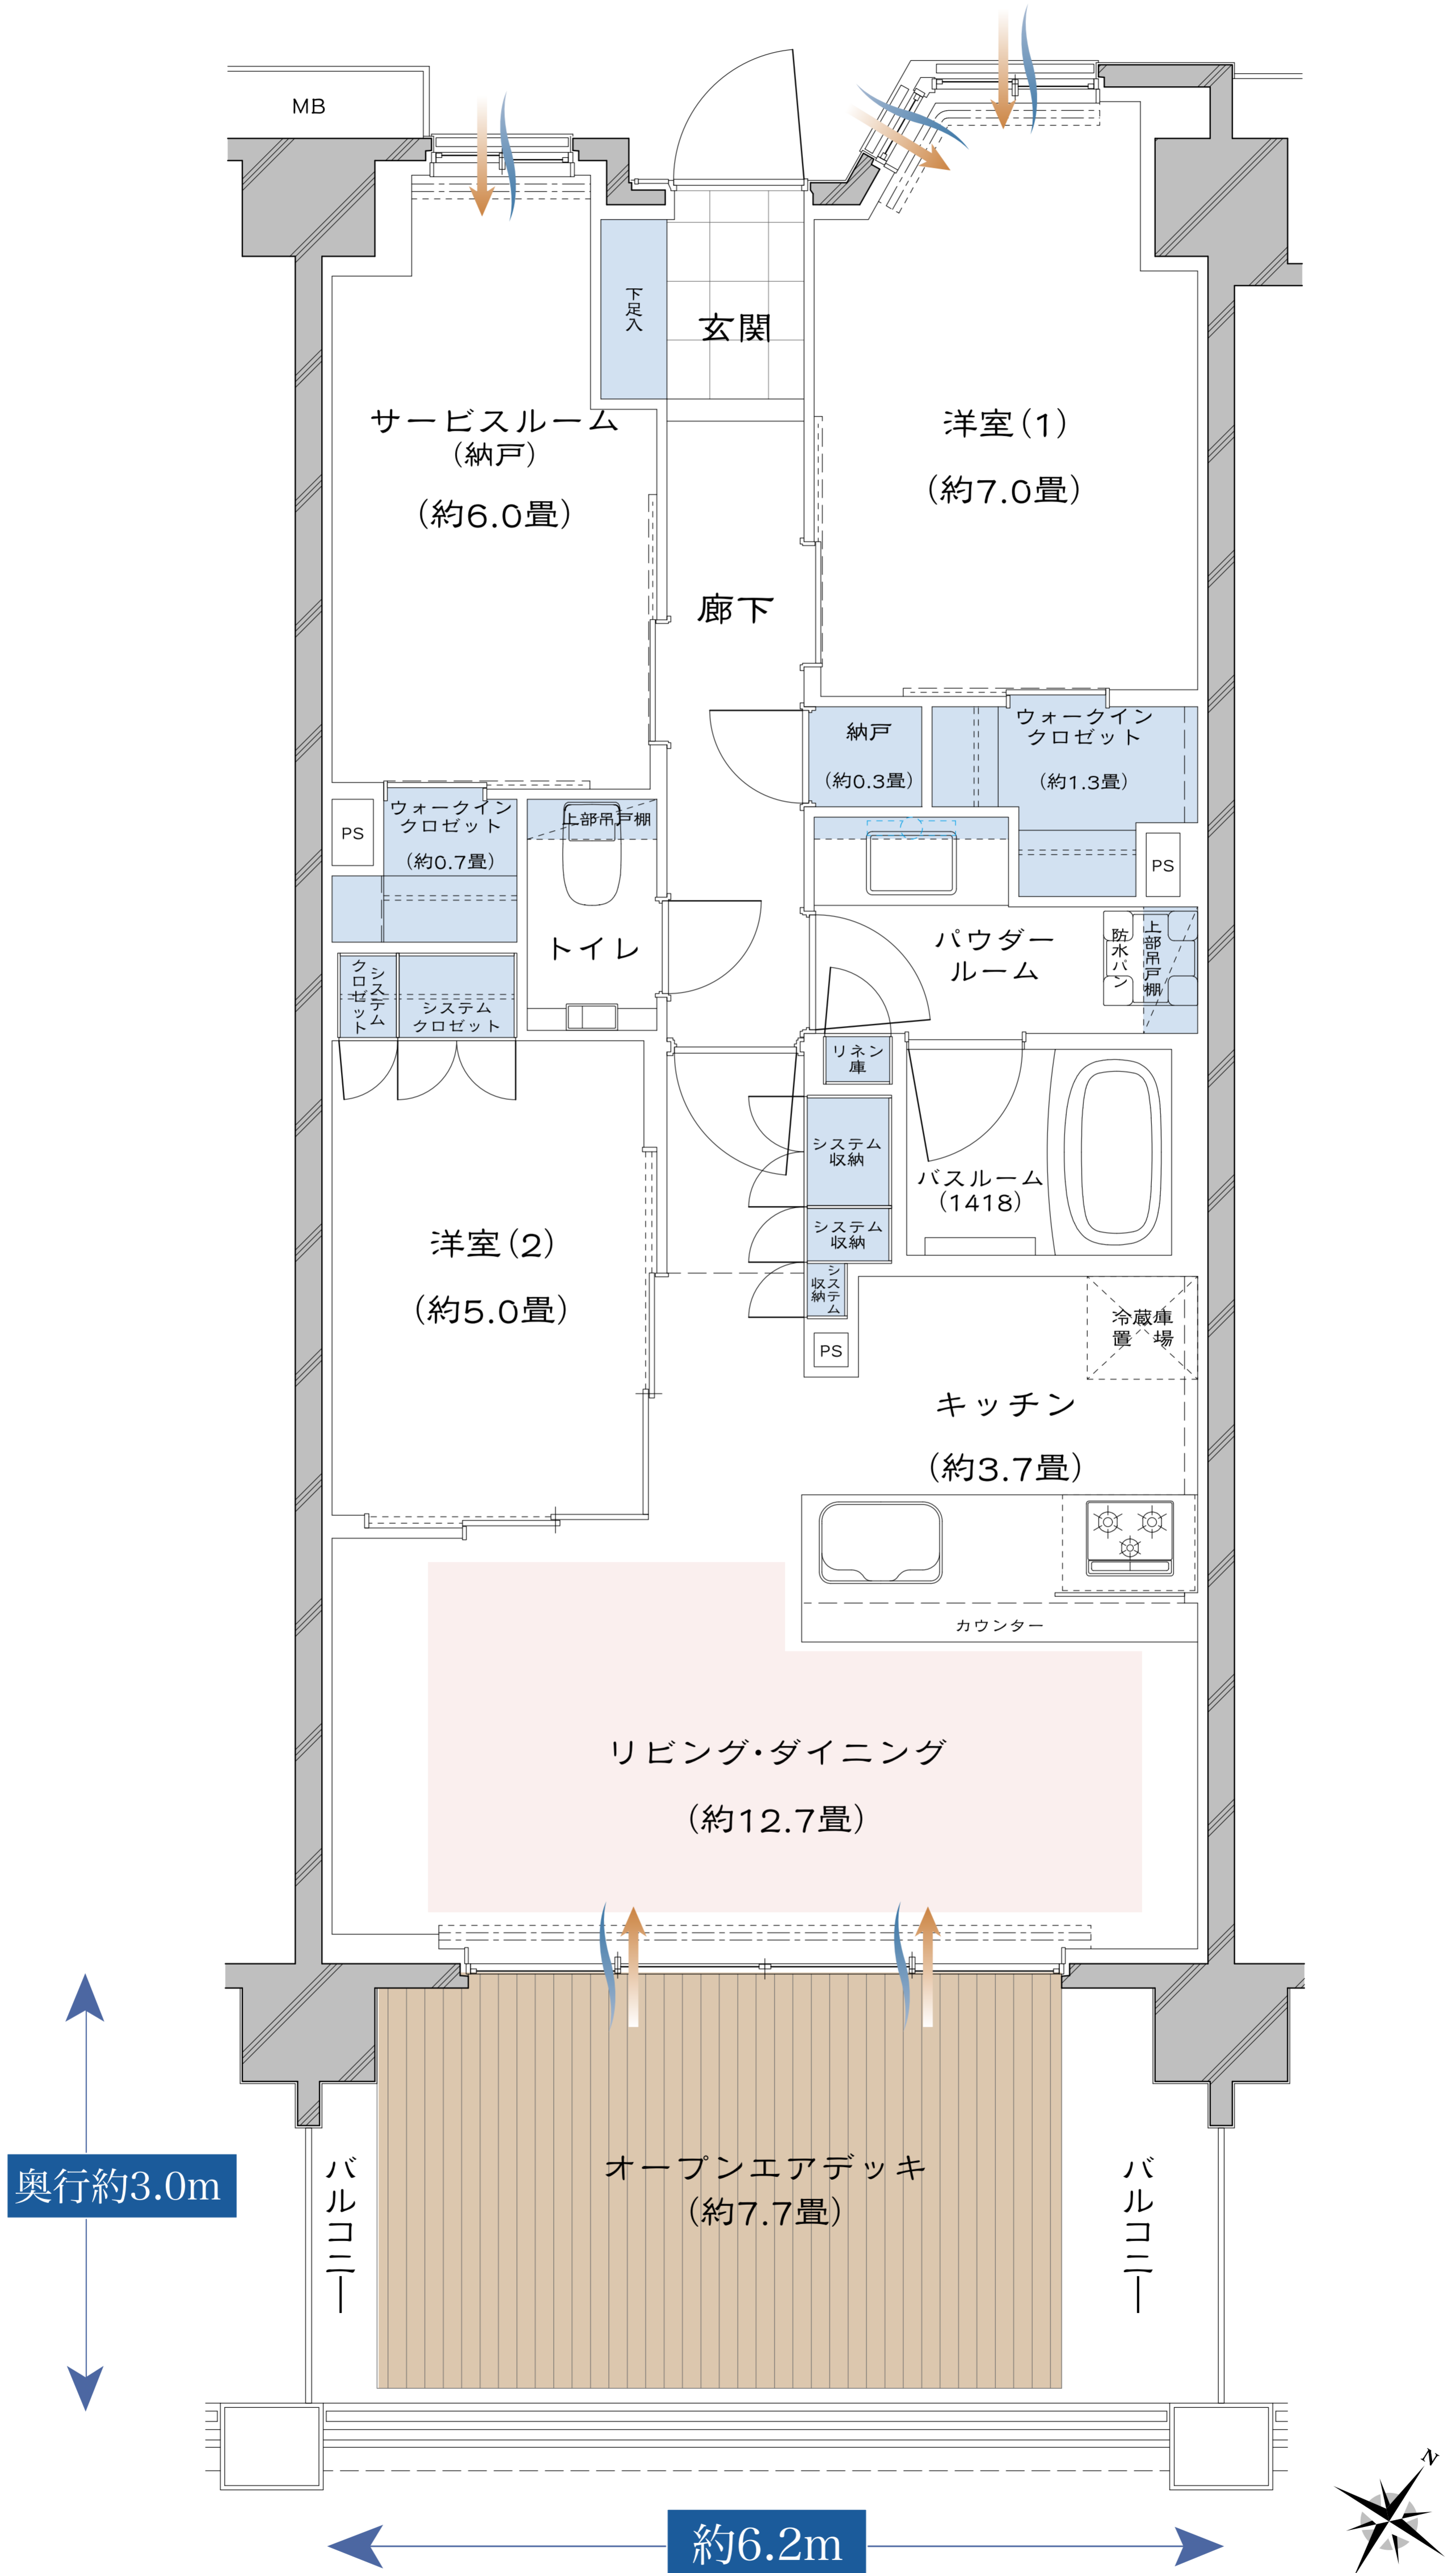 MB
下足入
玄関
サービスルーム
(納戸)
(約6.0畳)
洋室(1)
(約7.0畳)
廊下
納戸
(約0.3畳)
ウォークイン
クロゼット
(約1.3畳)
PS
ウォークイン
クロゼット
(約0.7畳)
上部吊戸棚
トイレ
PS
パウダー
ルーム
防水パン
上部吊戸棚
システム
クロゼット
システム
クロゼット
リネン
庫
システム
収納
システム
収納
システム
収納
PS
バスルーム
(1418)
洋室(2)
(約5.0畳)
冷蔵庫
置場
キッチン
(約3.7畳)
カウンター
リビング・ダイニング
(約12.7畳)
奥行約3.0m
バルコニー
オープンエアデッキ
(約7.7畳)
バルコニー
N
約6.2m